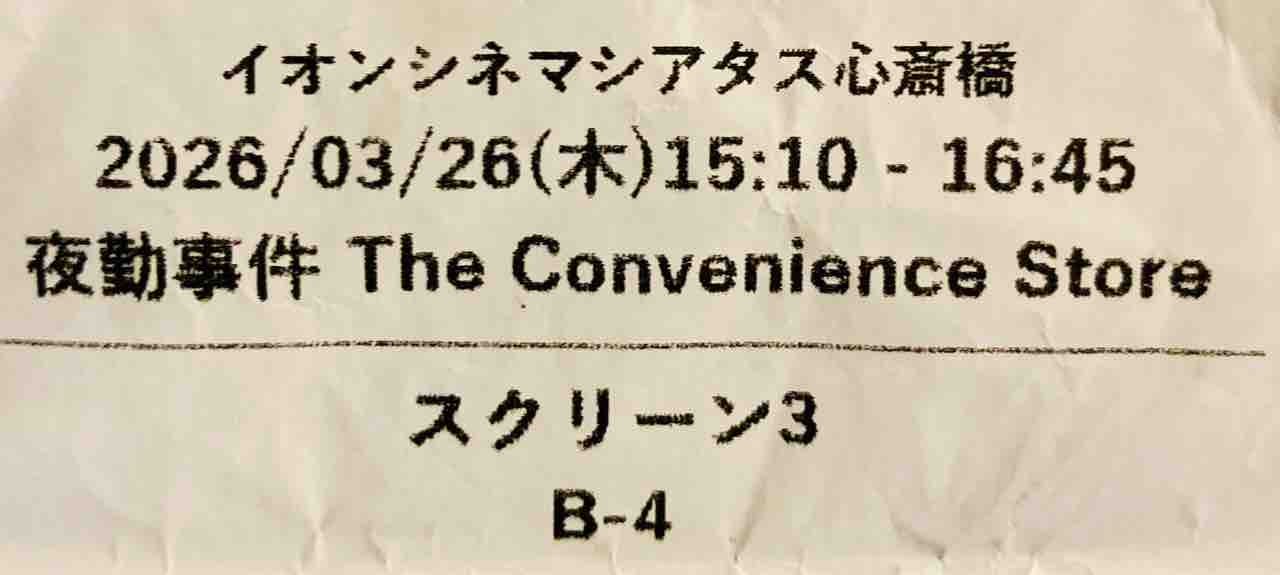 イオンシネマシアタス心斎橋
2026/03/26(木)15:10 - 16:45
夜勤事件 The Convenience Store
スクリーン3
B-4